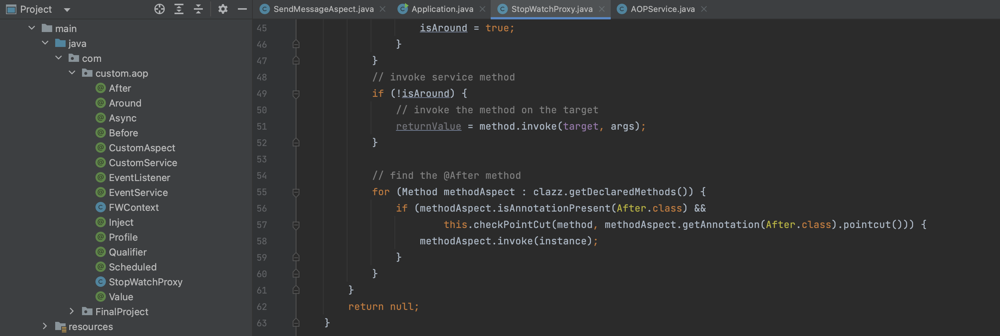 Project
main
java
com
custom.aop
@ After
@ Around
@ Async
@ Before
@ CustomAspect
@ CustomService
@ EventListener
@ EventService
C FWContext
@ Inject
@ Profile
@ Qualifier
@ Scheduled
C StopWatchProxy
@ Value
FinalProject
resources
C SendMessageAspect.java C Application.java C StopWatchProxy.java C AOPService.java
45 isAround = true;
46 }
47 }
48 // invoke service method
49 if (!isAround) {
50 // invoke the method on the target
51 returnValue = method.invoke(target, args);
52 }
53
54 // find the @After method
55 for (Method methodAspect : clazz.getDeclaredMethods()) {
56 if (methodAspect.isAnnotationPresent(After.class) &&
57 this.checkPointCut(method, methodAspect.getAnnotation(After.class).pointcut())) {
58 methodAspect.invoke(instance);
59 }
60 }
61 }
62 return null;
63 }